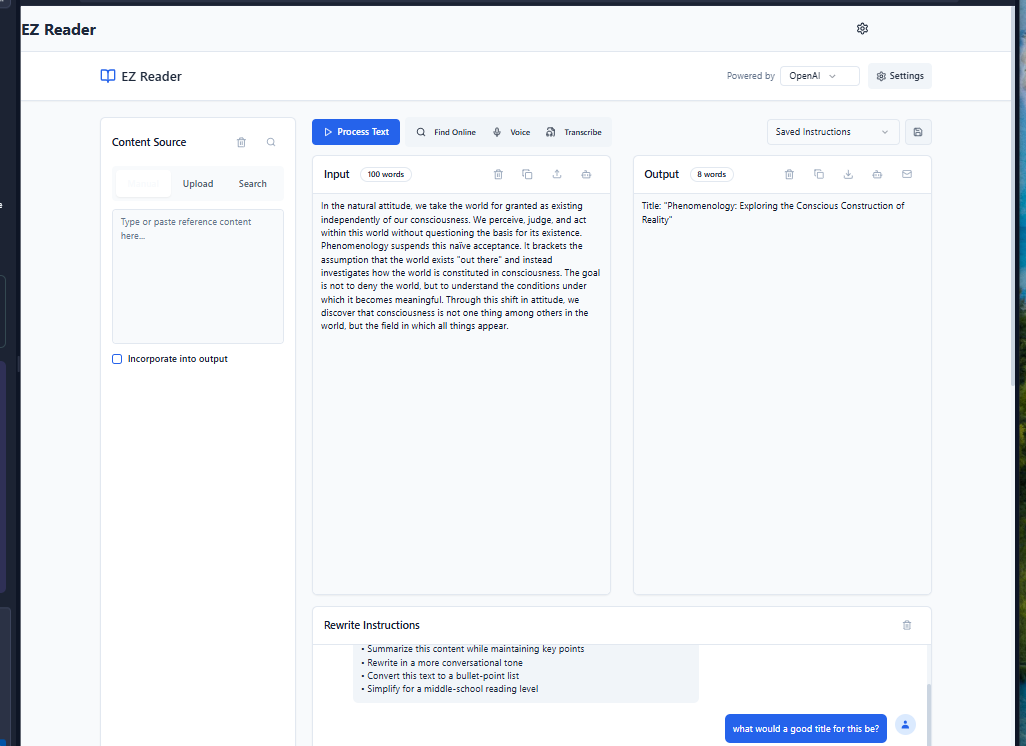 EZ Reader
EZ Reader
Powered by
OpenAI
Settings
Content Source
Upload
Search
Type or paste reference content
here...
Incorporate into output
Process Text
Find Online
Voice
Transcribe
Saved Instructions
Input
100 words
In the natural attitude, we take the world for granted as existing
independently of our consciousness. We perceive, judge, and act
within this world without questioning the basis for its existence.
Phenomenology suspends this naïve acceptance. It brackets the
assumption that the world exists "out there" and instead
investigates how the world is constituted in consciousness. The goal
is not to deny the world, but to understand the conditions under
which it becomes meaningful. Through this shift in attitude, we
discover that consciousness is not one thing among others in the
world, but the field in which all things appear.
Output
8 words
Title: "Phenomenology: Exploring the Conscious Construction of
Reality"
Rewrite Instructions
• Summarize this content while maintaining key points
• Rewrite in a more conversational tone
• Convert this text to a bullet-point list
• Simplify for a middle-school reading level
what would a good title for this be?